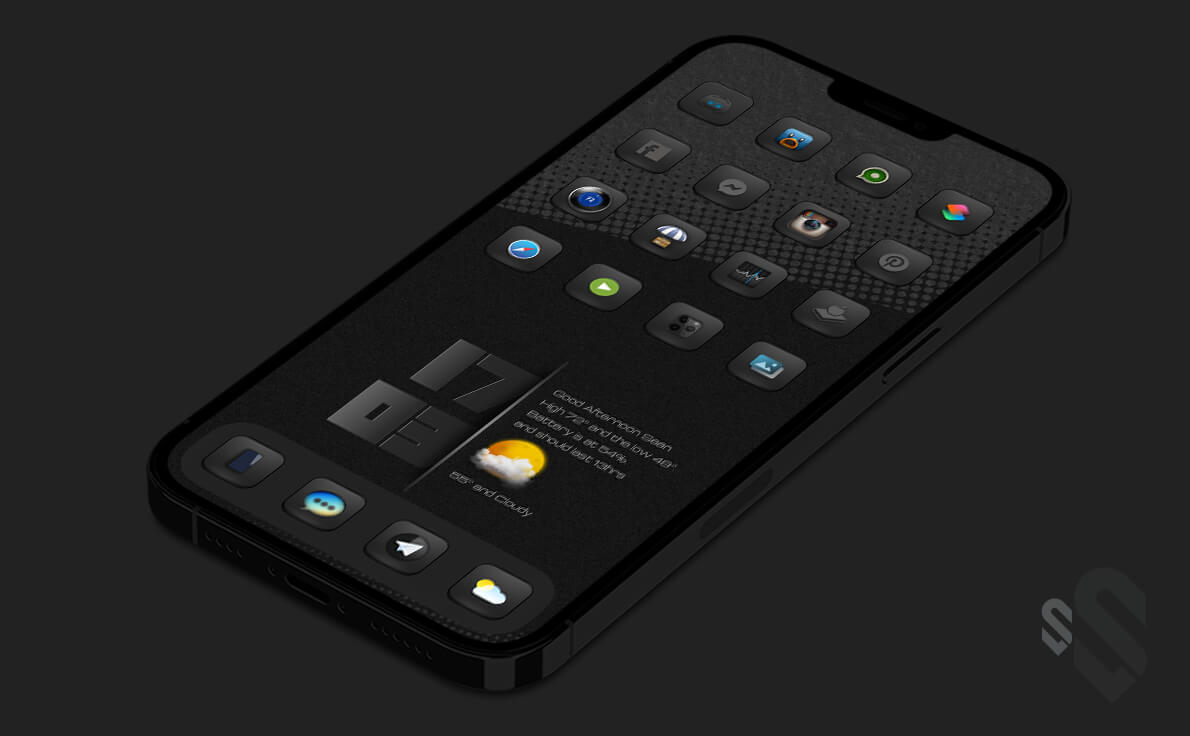 17
03
Good Afternoon Sean
High 72° and the low 49°
Battery is at 54%
and should last 13hrs
55° and Cloudy